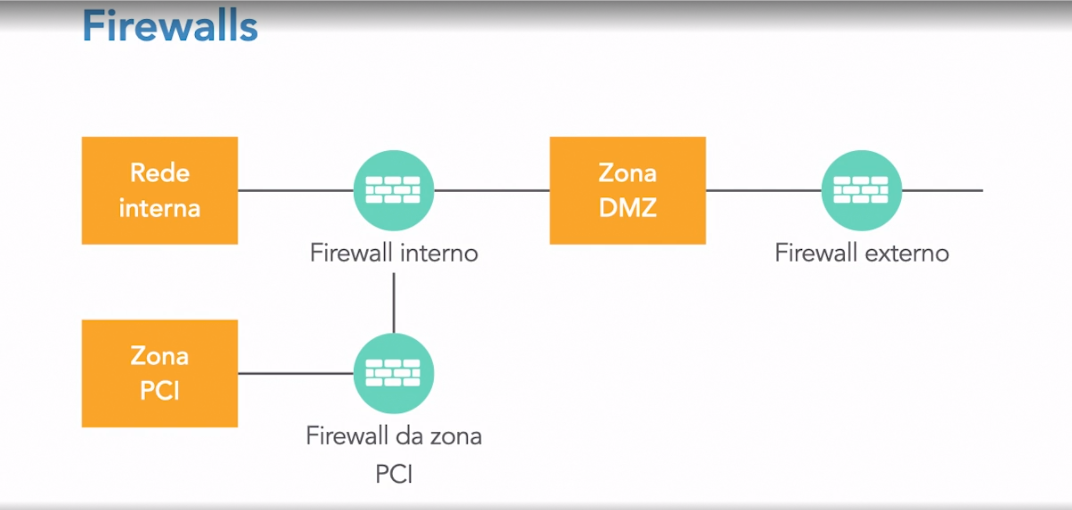 Firewalls
Rede
interna
Firewall interno
Zona
DMZ
Firewall externo
Zona
PCI
Firewall da zona
PCI